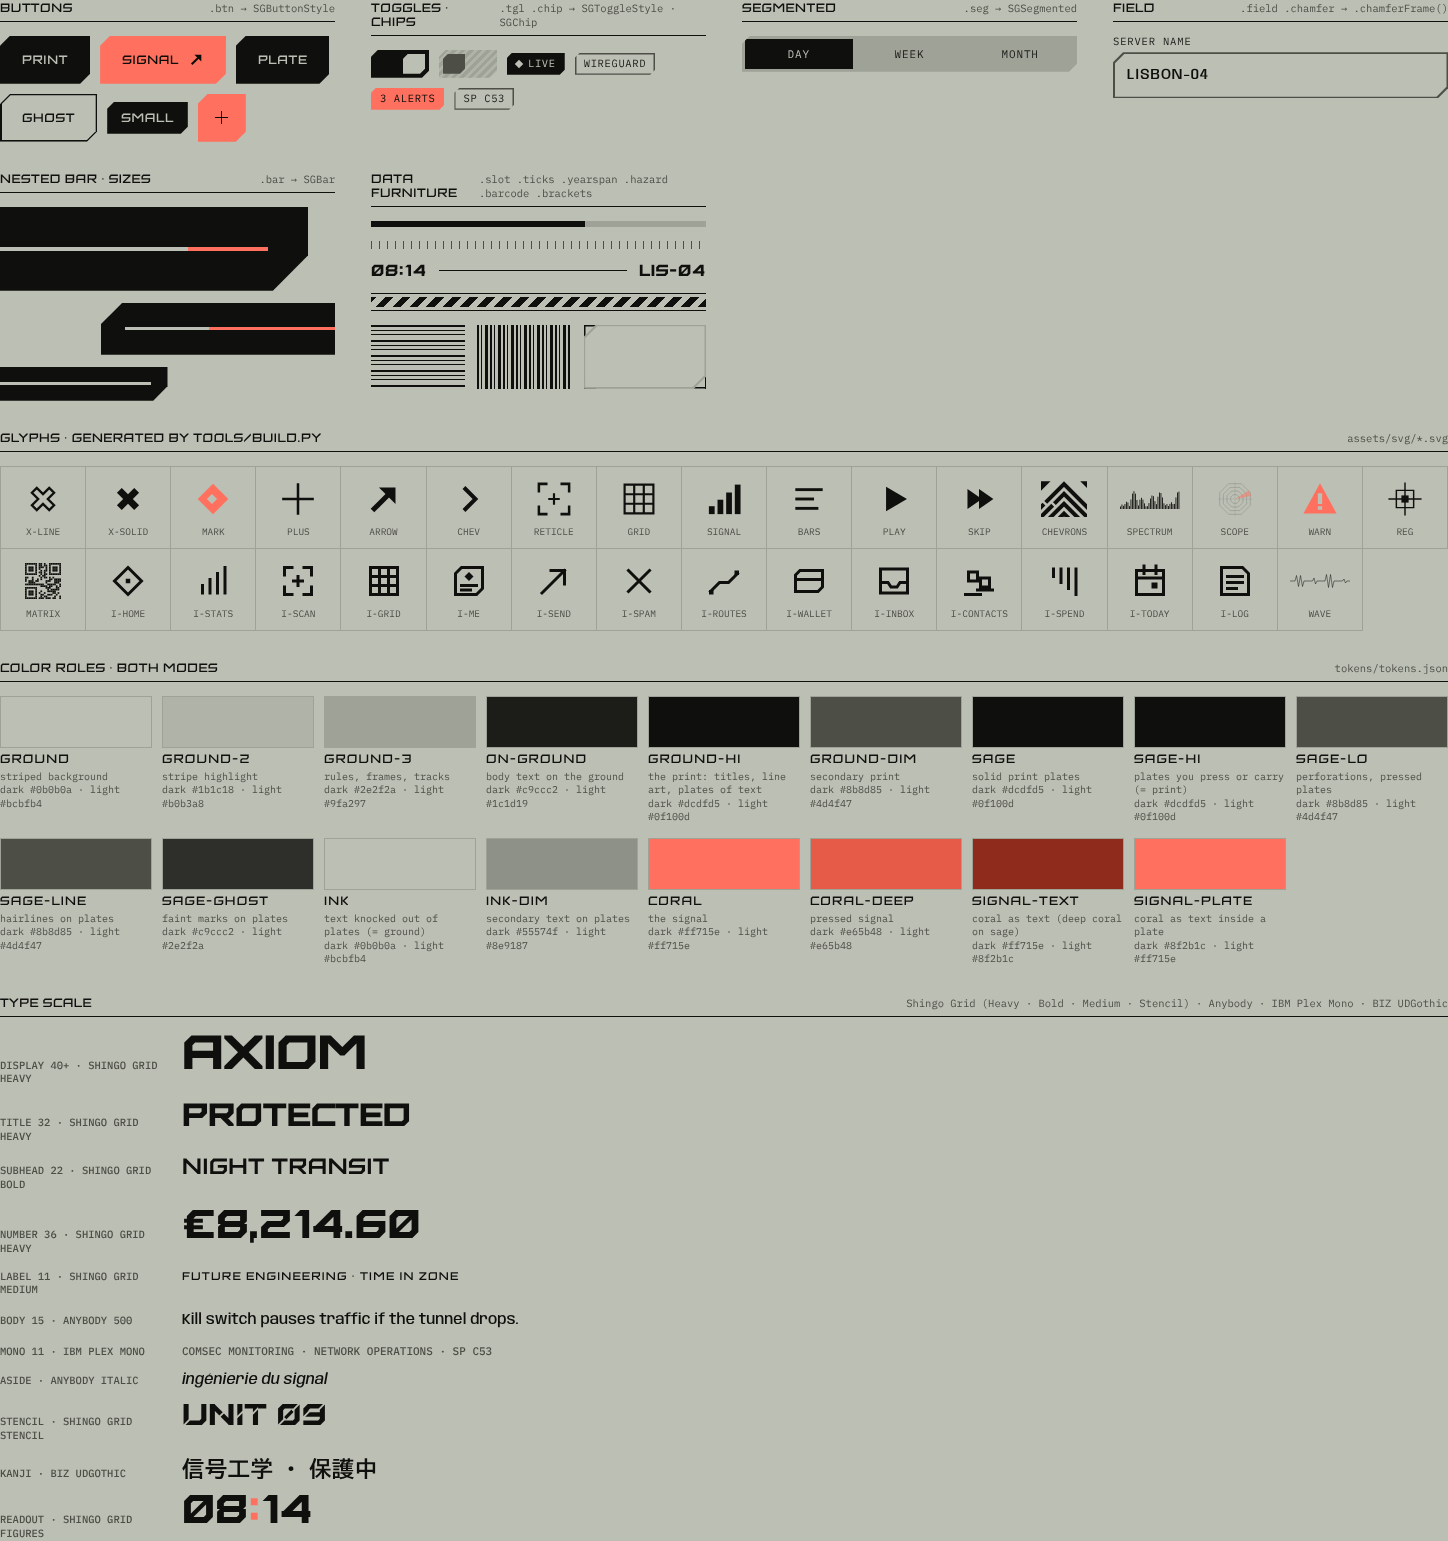 BUTTONS
.btn → SGButtonStyle
PRINT
SIGNAL ↗
PLATE
GHOST
SMALL
+
TOGGLES ·
CHIPS
.tgl .chip → SGToggleStyle ·
SGChip
◆ LIVE
WIREGUARD
3 ALERTS
SP C53
SEGMENTED
.seg → SGSegmented
DAY
WEEK
MONTH
FIELD
.field .chamfer → .chamferFrame()
SERVER NAME
LISBON-04
NESTED BAR · SIZES
.bar → SGBar
DATA
FURNITURE
.slot .ticks .yearspan .hazard
.barcode .brackets
08:14
LIS-04
GLYPHS · GENERATED BY TOOLS/BUILD.PY
assets/svg/*.svg
X-LINE
X-SOLID
MARK
PLUS
ARROW
CHEV
RETICLE
GRID
SIGNAL
BARS
PLAY
SKIP
CHEVRONS
SPECTRUM
SCOPE
WARN
REG
MATRIX
I-HOME
I-STATS
I-SCAN
I-GRID
I-ME
I-SEND
I-SPAM
I-ROUTES
I-WALLET
I-INBOX
I-CONTACTS
I-SPEND
I-TODAY
I-LOG
WAVE
COLOR ROLES · BOTH MODES
tokens/tokens.json
GROUND
striped background
dark #0b0b0a · light
#bcbfb4
GROUND-2
stripe highlight
dark #1b1c18 · light
#b0b3a8
GROUND-3
rules, frames, tracks
dark #2e2f2a · light
#9fa297
ON-GROUND
body text on the ground
dark #c9ccc2 · light
#1c1d19
GROUND-HI
the print: titles, line
art, plates of text
dark #dcdfd5 · light
#0f100d
GROUND-DIM
secondary print
dark #8b8d85 · light
#4d4f47
SAGE
solid print plates
dark #dcdfd5 · light
#0f100d
SAGE-HI
plates you press or carry
(= print)
dark #dcdfd5 · light
#0f100d
SAGE-LO
perforations, pressed
plates
dark #8b8d85 · light
#4d4f47
SAGE-LINE
hairlines on plates
dark #8b8d85 · light
#4d4f47
SAGE-GHOST
faint marks on plates
dark #c9ccc2 · light
#2e2f2a
INK
text knocked out of
plates (= ground)
dark #0b0b0a · light
#bcbfb4
INK-DIM
secondary text on plates
dark #55574f · light
#8e9187
CORAL
the signal
dark #ff715e · light
#ff715e
CORAL-DEEP
pressed signal
dark #e65b48 · light
#e65b48
SIGNAL-TEXT
coral as text (deep coral
on sage)
dark #ff715e · light
#8f2b1c
SIGNAL-PLATE
coral as text inside a
plate
dark #8f2b1c · light
#ff715e
TYPE SCALE
Shingo Grid (Heavy · Bold · Medium · Stencil) · Anybody · IBM Plex Mono · BIZ UDGothic
DISPLAY 40+ · SHINGO GRID
HEAVY
AXIOM
TITLE 32 · SHINGO GRID
HEAVY
PROTECTED
SUBHEAD 22 · SHINGO GRID
BOLD
NIGHT TRANSIT
NUMBER 36 · SHINGO GRID
HEAVY
€8,214.60
LABEL 11 · SHINGO GRID
MEDIUM
FUTURE ENGINEERING · TIME IN ZONE
BODY 15 · ANYBODY 500
Kill switch pauses traffic if the tunnel drops.
MONO 11 · IBM PLEX MONO
COMSEC MONITORING · NETWORK OPERATIONS · SP C53
ASIDE · ANYBODY ITALIC
ingénierie du signal
STENCIL · SHINGO GRID
STENCIL
UNIT 09
KANJI · BIZ UDGOTHIC
信号工学 ・ 保護中
READOUT · SHINGO GRID
FIGURES
08:14